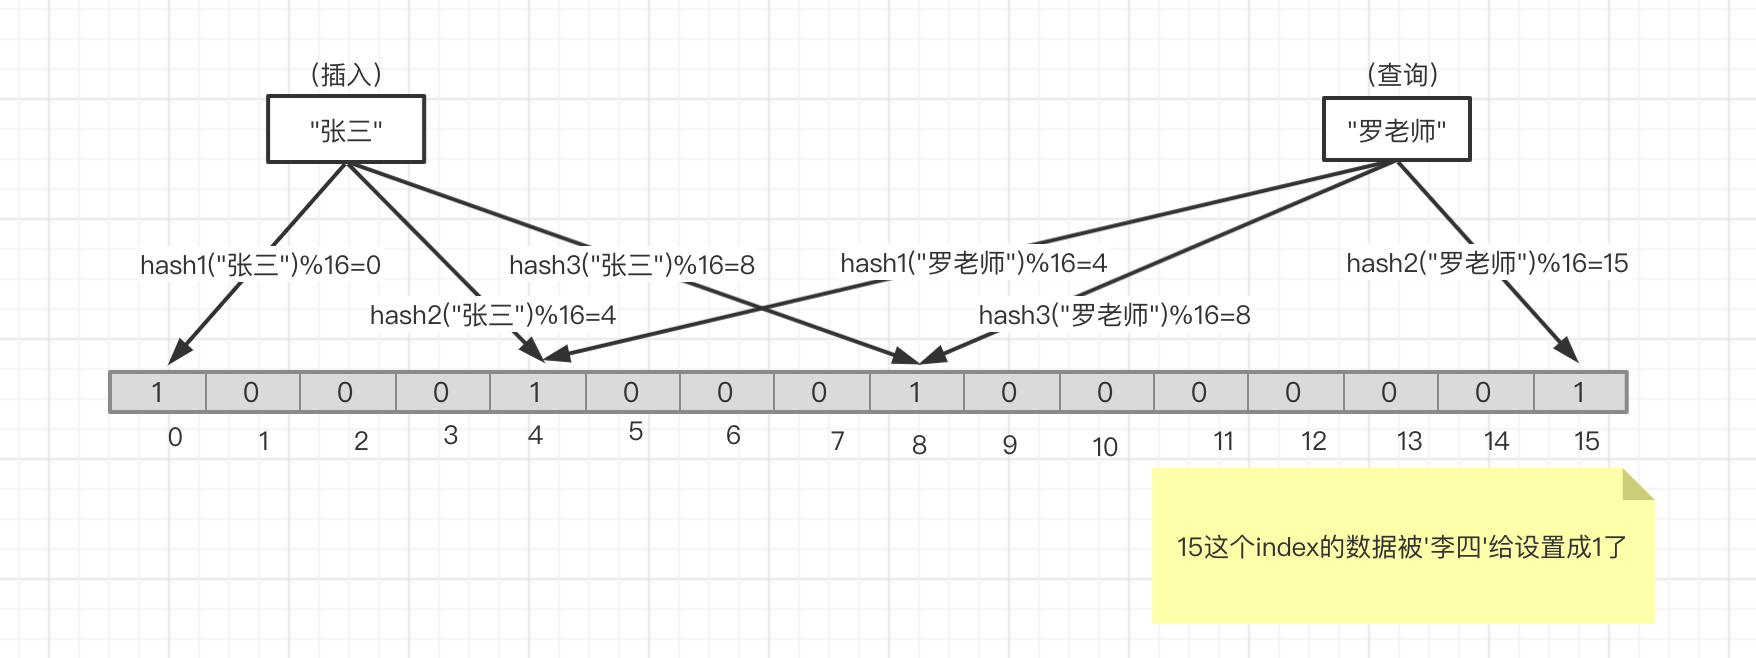 (插入)
(查询)
"张三"
"罗老师"
hash1("张三")%16=0
hash3("张三")%16=8
hash1("罗老师")%16=4
hash2("罗老师")%16=15
hash2("张三")%16=4
hash3("罗老师")%16=8
1 0 0 0 1 0 0 0 1 0 0 0 0 0 0 1
0 1 2 3 4 5 6 7 8 9 10 11 12 13 14 15
15这个index的数据被'李四'给设置成1了